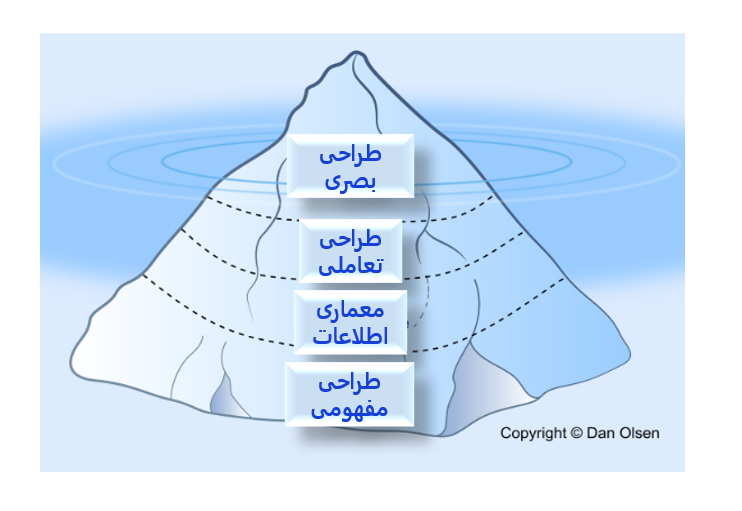 طراحی
بصری
طراحی
تعاملی
معماری
اطلاعات
طراحی
مفهومی
Copyright © Dan Olsen